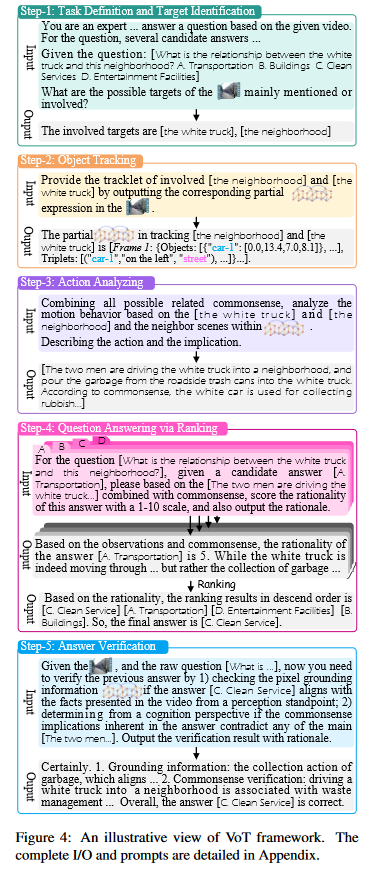 Step-1: Task Definition and Target Identification
Input
You are an expert ... answer a question based on the given video.
For the question, several candidate answers ...
Given the question: [What is the relationship between the white
truck and this neighborhood? A. Transportation B. Buildings C. Clean
Services D. Entertainment Facilities]
What are the possible targets of the mainly mentioned or
involved?
Ouput
The involved targets are [the white truck], [the neighborhood]
Step-2: Object Tracking
Input
Provide the tracklet of involved [the neighborhood] and [the
white truck] by outputting the corresponding partial
expression in the .
Ouput
The partial in tracking [the neighborhood] and [the
white truck] is [Frame 1: {Objects: [{"car-1": [0.0,13.4,7.0,8.1]}, ...],
Triplets: [("car-1","on the left", "street"), ...]}...].
Step-3: Action Analyzing
Input
Combining all possible related commonsense, analyze the
motion behavior based on the [the white truck] and [the
neighborhood] and the neighbor scenes within .
Describing the action and the implication.
Ouput
[The two men are driving the white truck into a neighborhood, and
pour the garbage from the roadside trash cans into the white truck.
According to commonsense, the white car is used for collecting
rubbish...]
Step-4: Question Answering via Ranking
A B C D
Input
For the question [What is the relationship between the white truck
and this neighborhood?], given a candidate answer [A.
Transportation], please based on the [The two men are driving the
white truck...] combined with commonsense, score the rationality
of this answer with a 1-10 scale, and also output the rationale.
Ouput
Based on the observations and commonsense, the rationality of
the answer [A. Transportation] is 5. While the white truck is
indeed moving through ... but rather the collection of garbage ...
Ranking
Ouput
Based on the rationality, the ranking results in descend order is
[C. Clean Service] [A. Transportation] [D. Entertainment Facilities] [B.
Buildings]. So, the final answer is [C. Clean Service].
Step-5: Answer Verification
Input
Given the , and the raw question [What is ...], now you need
to verify the previous answer by 1) checking the pixel grounding
information if the answer [C. Clean Service] aligns with
the facts presented in the video from a perception standpoint; 2)
determining from a cognition perspective if the commonsense
implications inherent in the answer contradict any of the main
[The two men...]. Output the verification result with rationale.
Ouput
Certainly. 1. Grounding information: the collection action of
garbage, which aligns ... 2. Commonsense verification: driving a
white truck into a neighborhood is associated with waste
management ... Overall, the answer [C. Clean Service] is correct.
Figure 4: An illustrative view of VoT framework. The
complete I/O and prompts are detailed in Appendix.